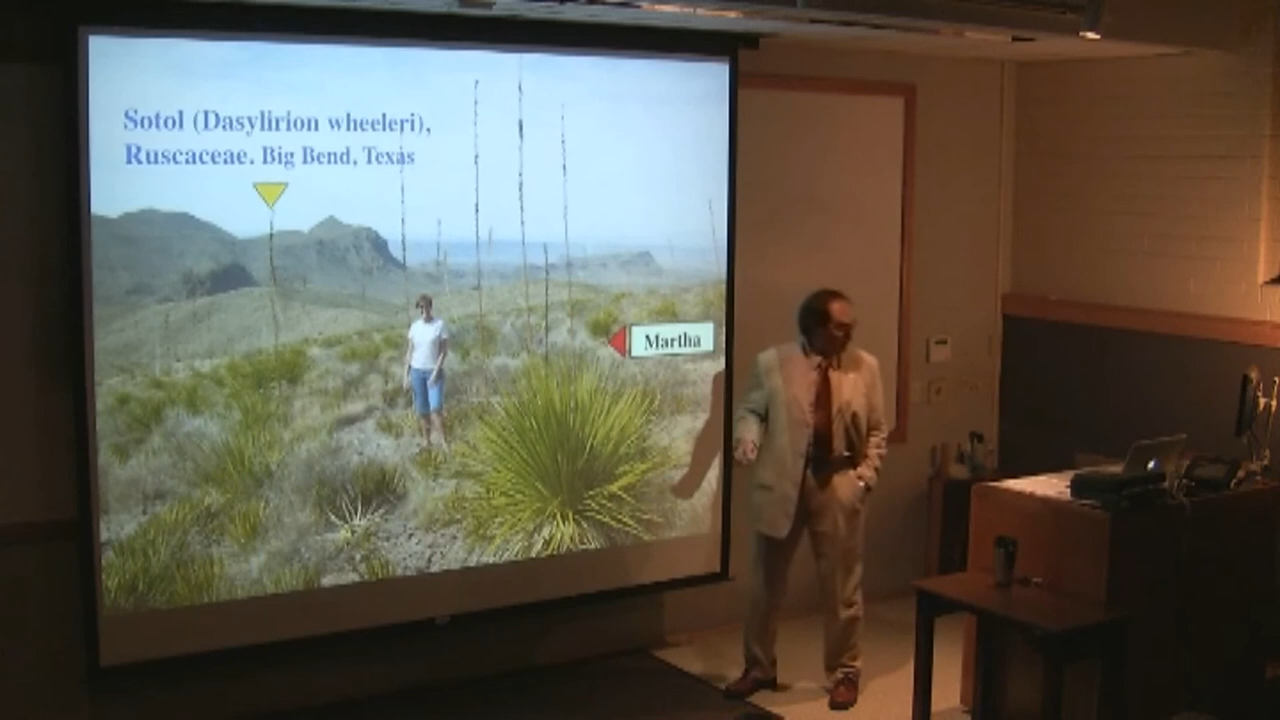 Sotol (Dasylirion wheeleri),
Ruscaceae. Big Bend, Texas
Martha